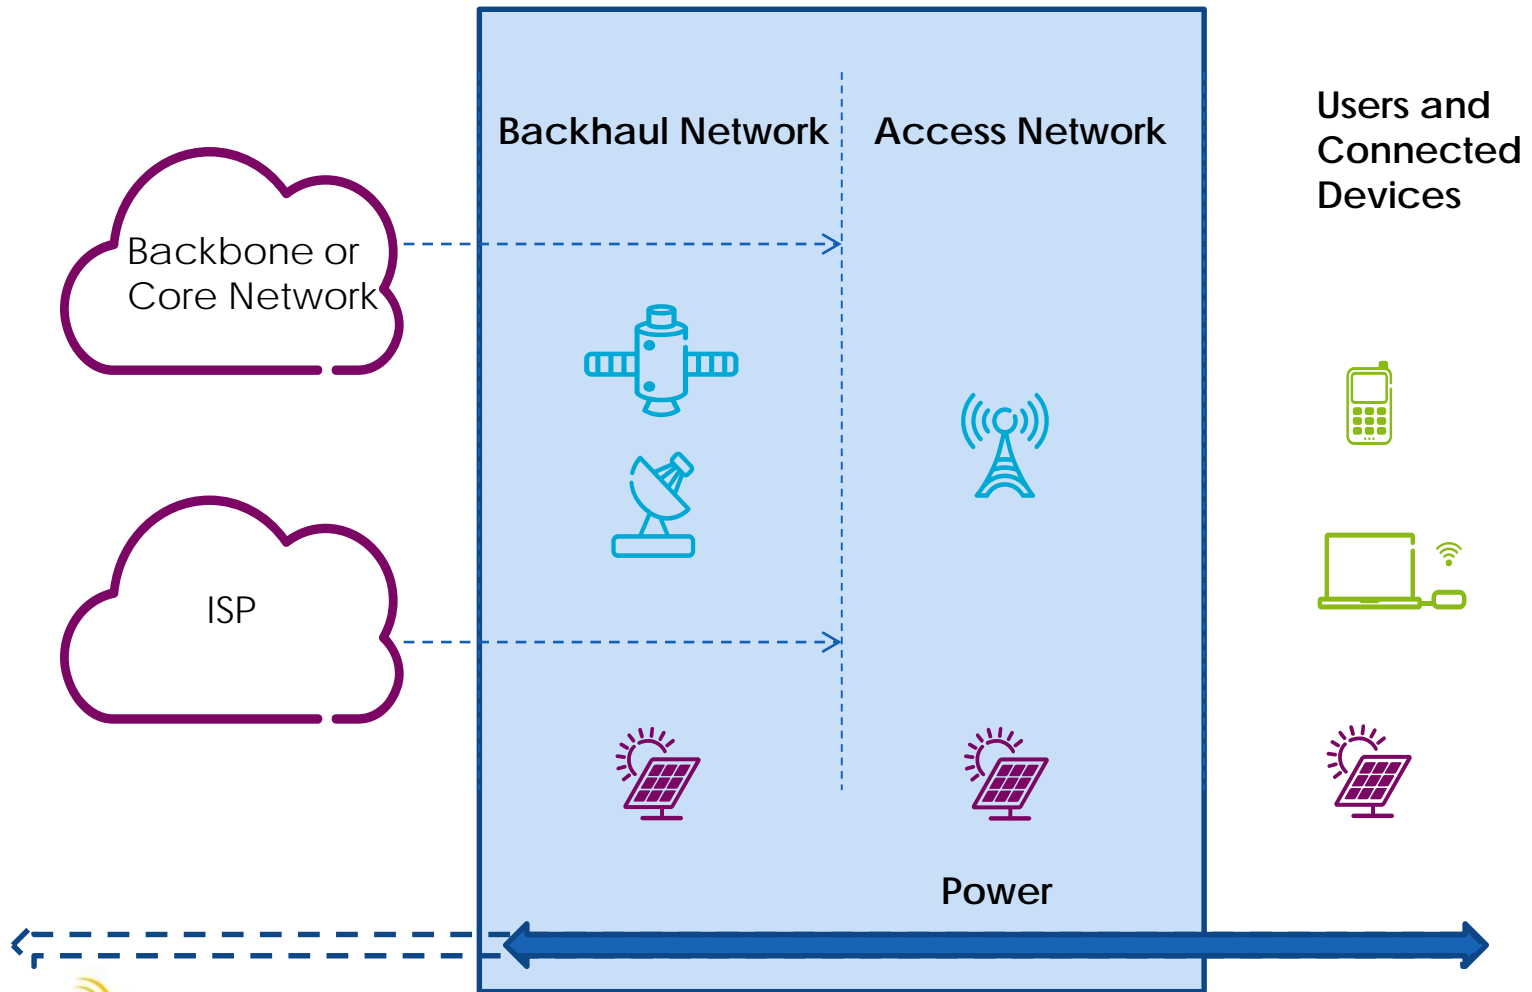 Backhaul Network
Access Network
Users and
Connected
Devices
Backbone or
Core Network
ISP
Power